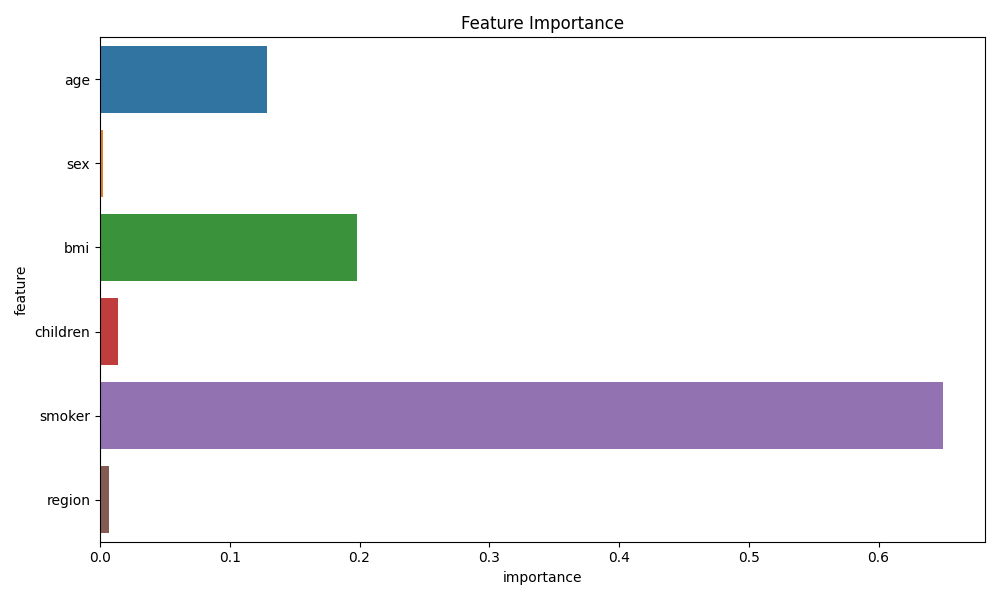 Feature Importance
age
sex
bmi
children
smoker
region
feature
0.0 0.1 0.2 0.3 0.4 0.5 0.6
importance